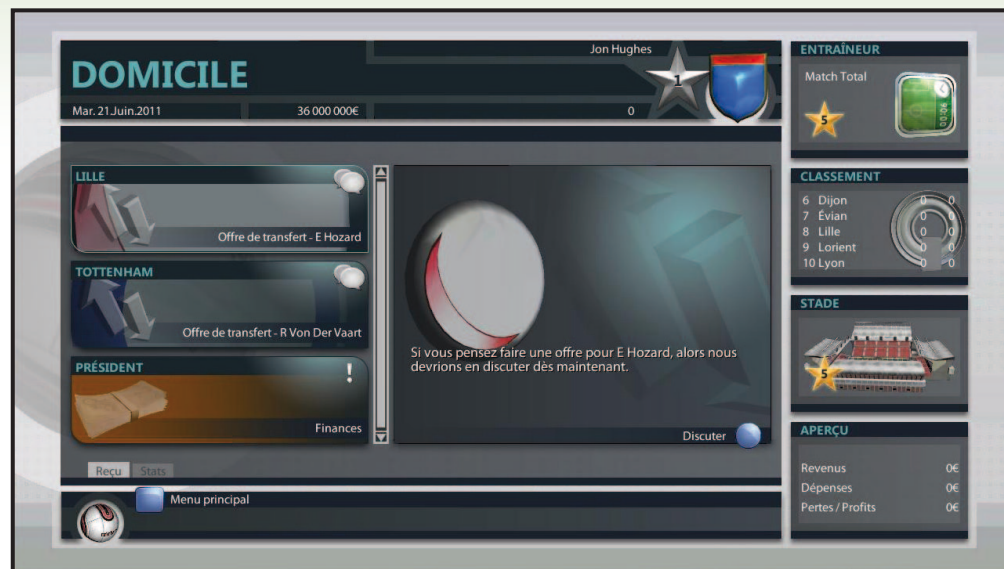 Jon Hughes
DOMICILE
1
Mar. 21.Juin.2011 36 000 000€ 0
LILLE
Offre de transfert - E Hozard
TOTTENHAM
Offre de transfert - R Von Der Vaart
PRÉSIDENT
!
Finances
Si vous pensez faire une offre pour E Hozard, alors nous
devrions en discuter dès maintenant.
Discuter
Reçu Stats
Menu principal
ENTRAÎNEUR
Match Total
5
90:00
CLASSEMENT
6 Dijon 0 0
7 Évian 0 0
8 Lille 0 0
9 Lorient 0 0
10 Lyon 0 0
STADE
5
APERÇU
Revenus 0€
Dépenses 0€
Pertes / Profits 0€